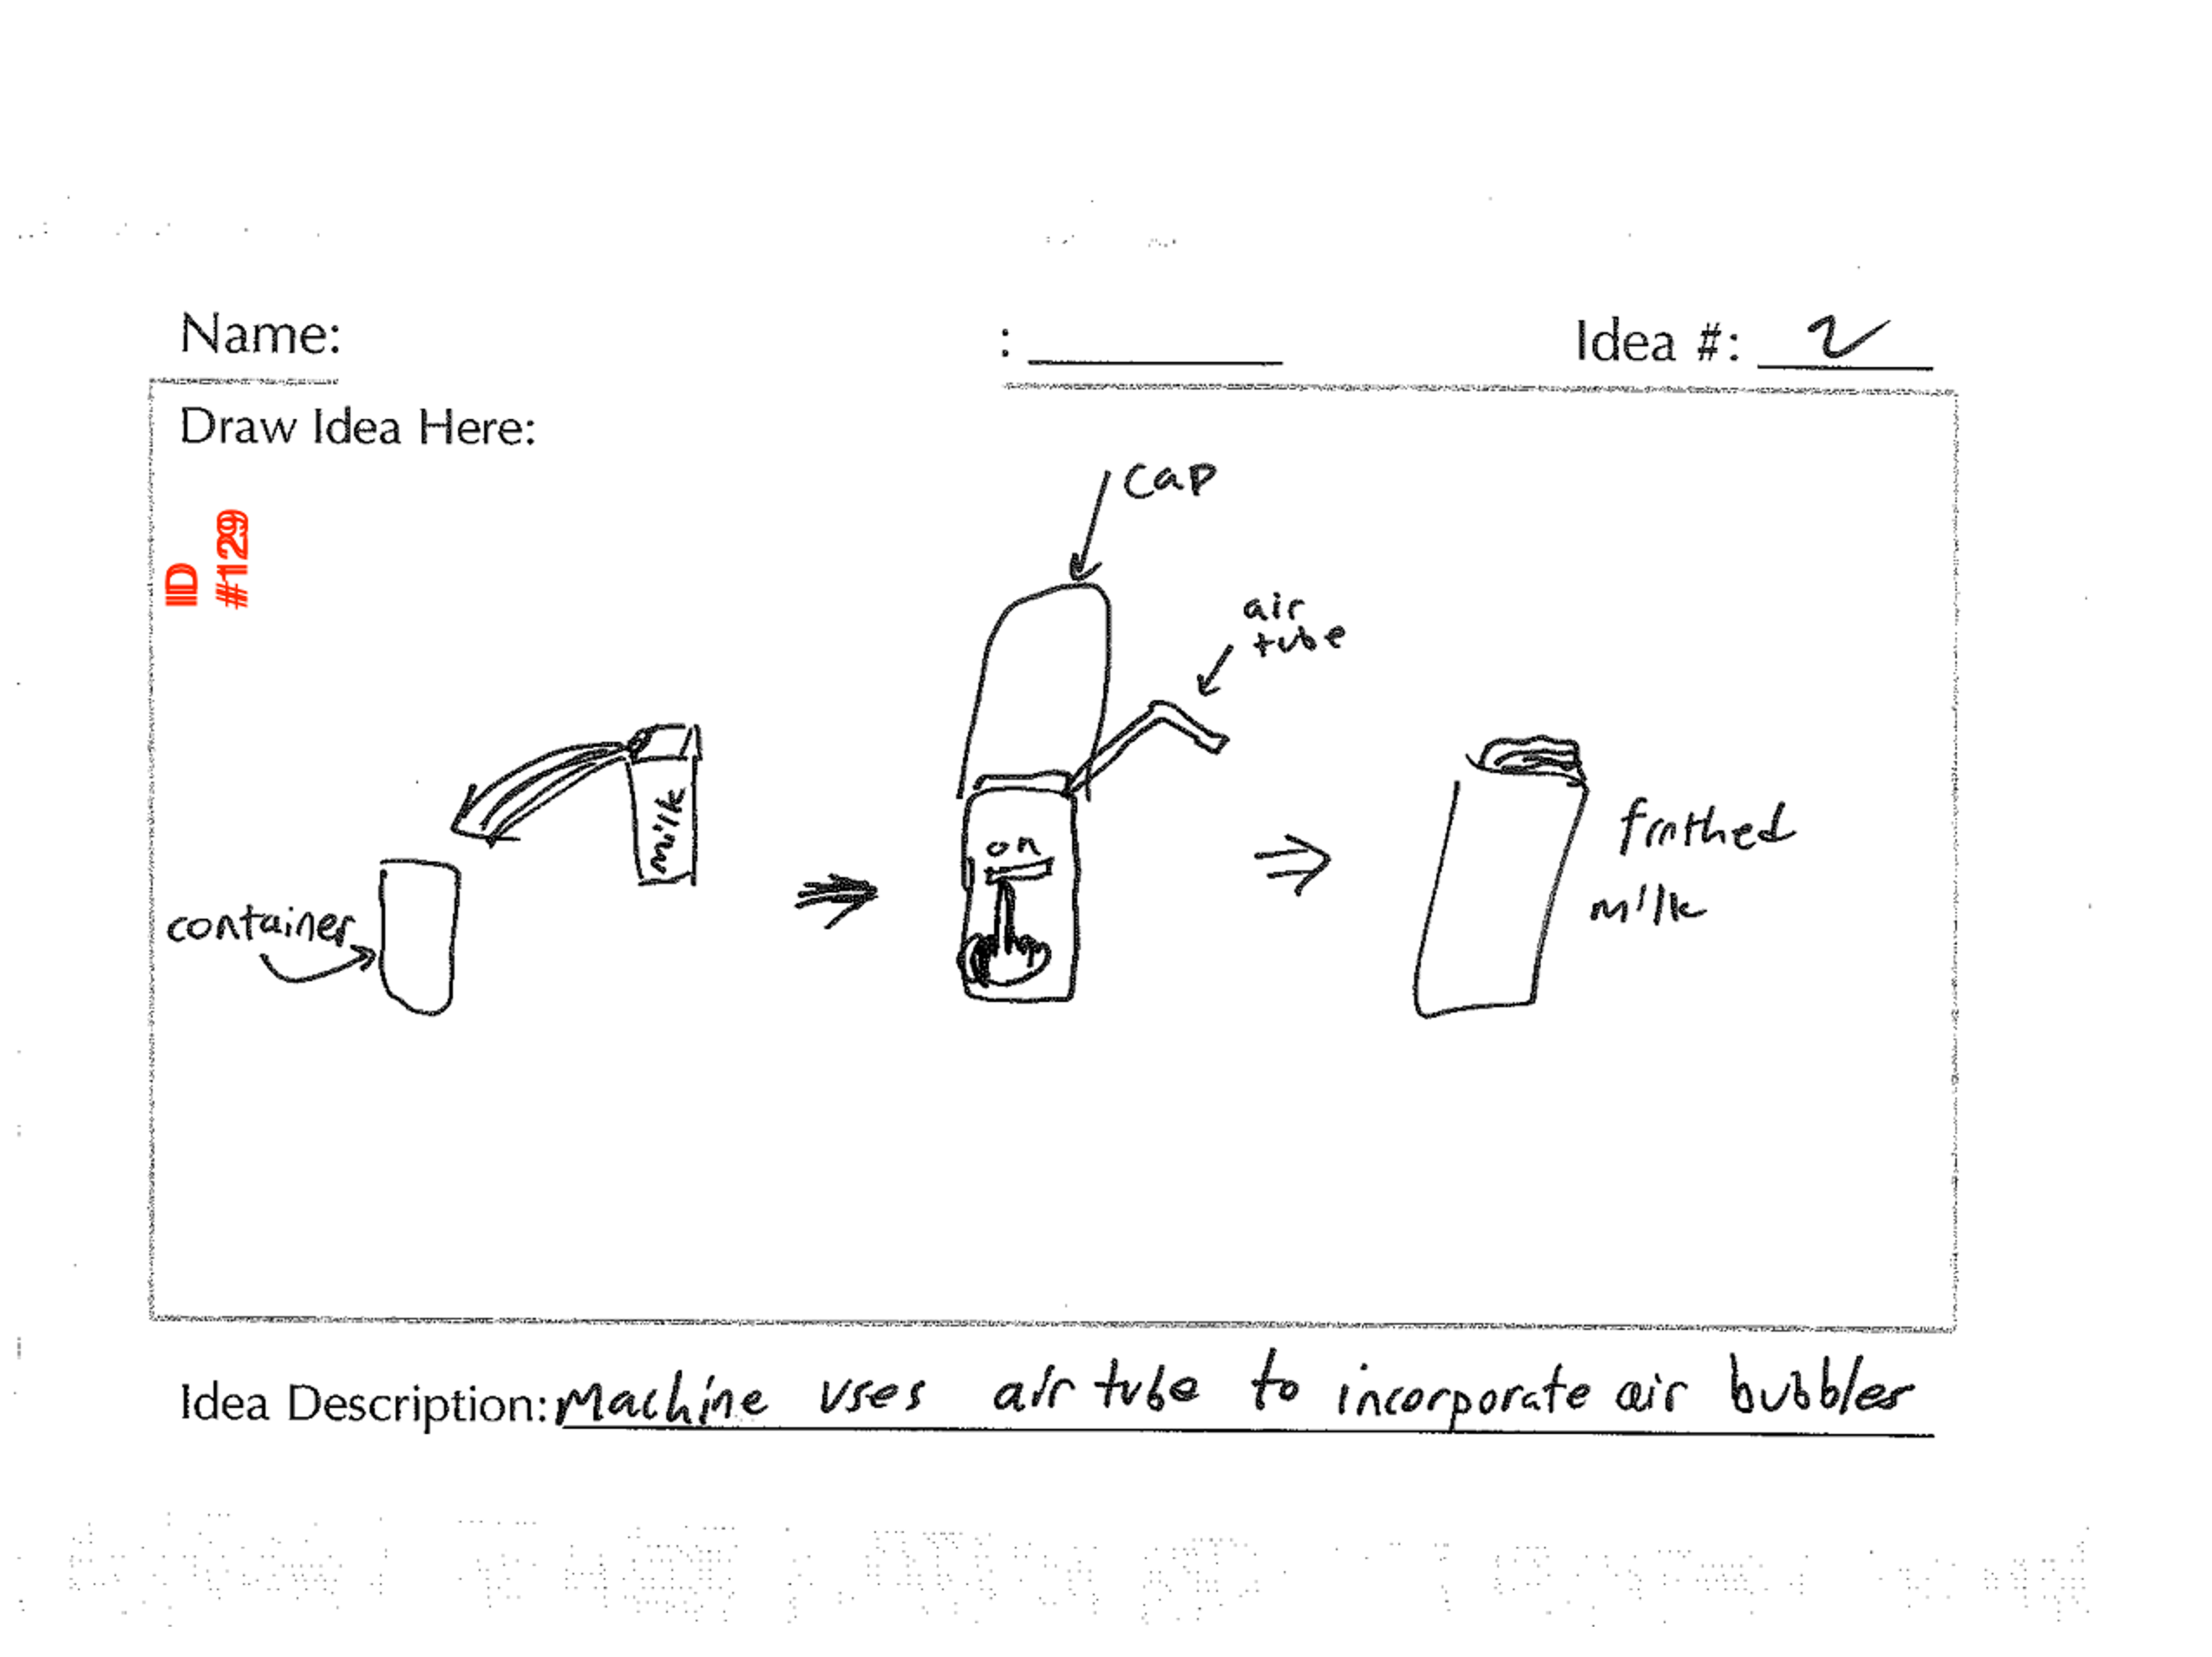 Name:
: Idea #: 2
Draw Idea Here:
ID
#129
cap
air
tube
milk
on
container
frothed
milk
Idea Description: Machine uses air tube to incorporate air bubbles